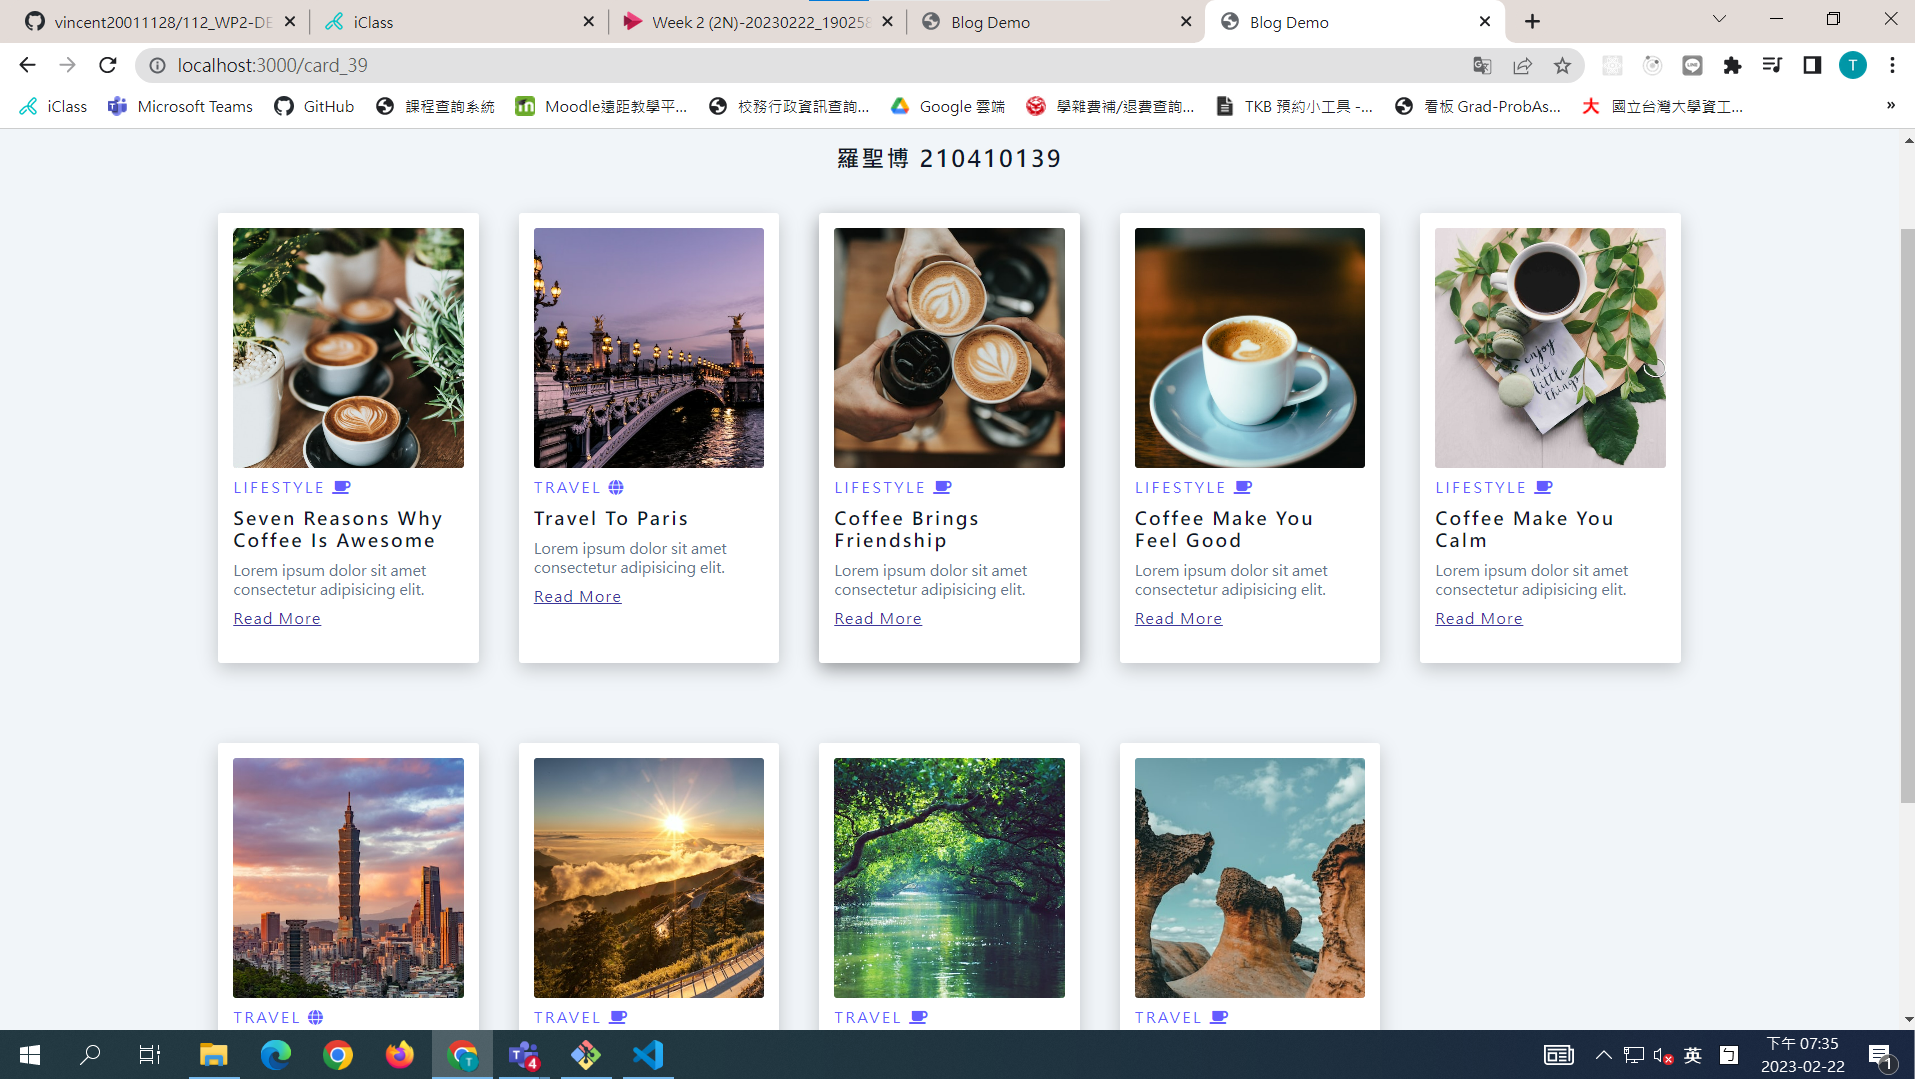 vincent20011128/112_WP2-DE
iClass
Week 2 (2N)-20230222_190258
Blog Demo
Blog Demo
localhost:3000/card_39
T
iClass
Microsoft Teams
GitHub
課程查詢系統
Moodle遠距教學平...
校務行政資訊查詢...
Google 雲端
學雜費補/退費查詢...
TKB 預約小工具 -...
看板 Grad-ProbAs...
國立台灣大學資工...
»
羅聖博 210410139
enjoy
the
little
things
LIFESTYLE
Seven Reasons Why
Coffee Is Awesome
Lorem ipsum dolor sit amet
consectetur adipisicing elit.
Read More
TRAVEL
Travel To Paris
Lorem ipsum dolor sit amet
consectetur adipisicing elit.
Read More
LIFESTYLE
Coffee Brings
Friendship
Lorem ipsum dolor sit amet
consectetur adipisicing elit.
Read More
LIFESTYLE
Coffee Make You
Feel Good
Lorem ipsum dolor sit amet
consectetur adipisicing elit.
Read More
LIFESTYLE
Coffee Make You
Calm
Lorem ipsum dolor sit amet
consectetur adipisicing elit.
Read More
TRAVEL
TRAVEL
TRAVEL
TRAVEL
T
4
英
ㄅ
下午 07:35
2023-02-22
1